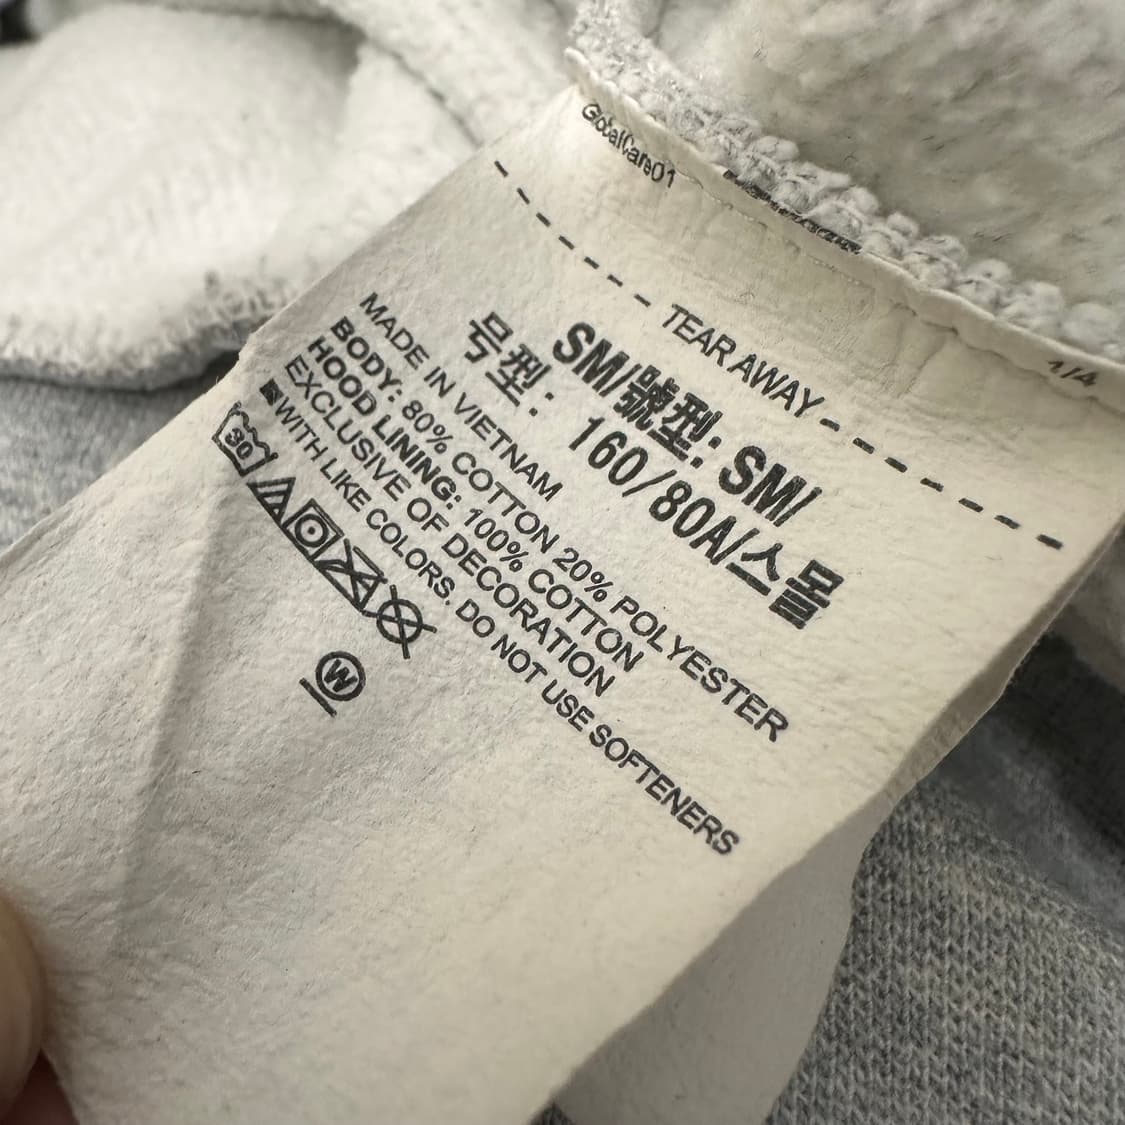 GlobalCare01
1/4
TEAR AWAY
SM/號型: SM/
号型: 160/80A/스몰
MADE IN VIETNAM
BODY: 80% COTTON 20% POLYESTER
HOOD LINING: 100% COTTON
EXCLUSIVE OF DECORATION
WITH LIKE COLORS. DO NOT USE SOFTENERS
30
W